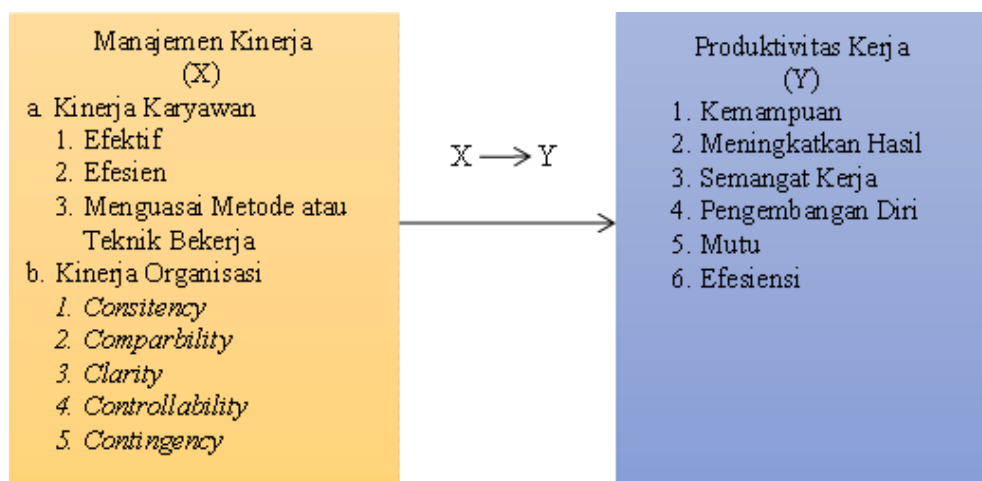 Manajemen Kinerja
(X)
a. Kinerja Karyawan
1. Efektif
2. Efesien
3. Menguasai Metode atau
Teknik Bekerja
b. Kinerja Organisasi
1. Consitency
2. Comparbility
3. Clarity
4. Controllability
5. Contingency
X → Y
Produktivitas Kerja
(Y)
1. Kemampuan
2. Meningkatkan Hasil
3. Semangat Kerja
4. Pengembangan Diri
5. Mutu
6. Efesiensi